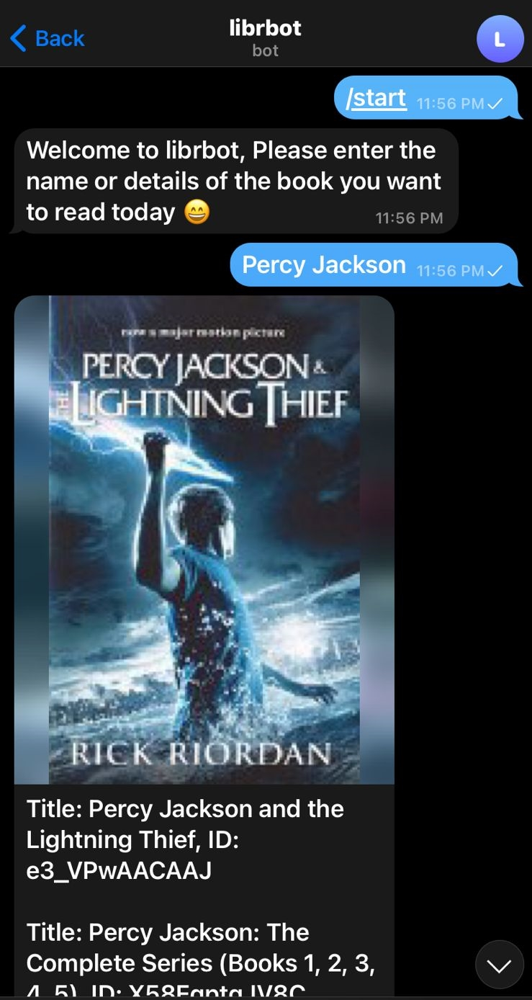 Back
librbot
bot
L
/start 11:56 PM
Welcome to librbot, Please enter the
name or details of the book you want
to read today 😁
11:56 PM
Percy Jackson 11:56 PM
now a major motion picture
PERCY JACKSON &
THE LIGHTNING THIEF
RICK RIORDAN
Title: Percy Jackson and the
Lightning Thief, ID:
e3_VPwAACAAJ
Title: Percy Jackson: The
Complete Series (Books 1, 2, 3,
4, 5), ID: